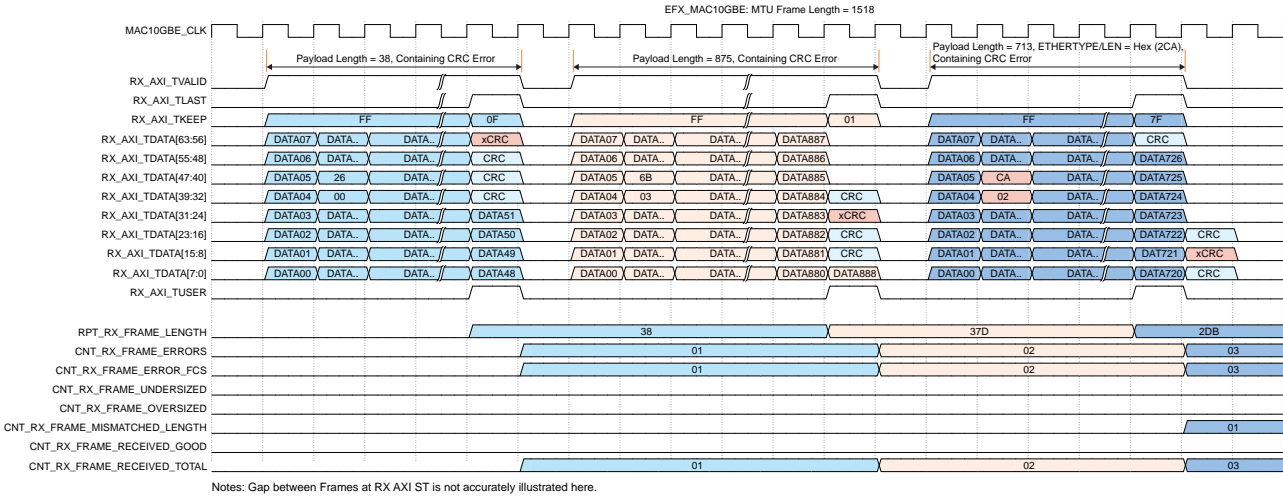 EFX_MAC10GBE: MTU Frame Length = 1518
MAC10GBE_CLK
Payload Length = 38, Containing CRC Error
Payload Length = 875, Containing CRC Error
Payload Length = 713, ETHERTYPE/LEN = Hex (2CA),
Containing CRC Error
RX_AXI_TVALID
RX_AXI_TLAST
RX_AXI_TKEEP FF 0F FF 01 FF 7F
RX_AXI_TDATA[63:56] DATA07 DATA.. DATA.. xCRC DATA07 DATA.. DATA.. DATA887 DATA07 DATA.. DATA.. CRC
RX_AXI_TDATA[55:48] DATA06 DATA.. DATA.. CRC DATA06 DATA.. DATA.. DATA886 DATA06 DATA.. DATA.. DATA726
RX_AXI_TDATA[47:40] DATA05 26 DATA.. CRC DATA05 6B DATA.. DATA885 DATA05 CA DATA.. DATA725
RX_AXI_TDATA[39:32] DATA04 00 DATA.. CRC DATA04 03 DATA.. DATA884 CRC DATA04 02 DATA.. DATA724
RX_AXI_TDATA[31:24] DATA03 DATA.. DATA.. DATA51 DATA03 DATA.. DATA.. DATA883 xCRC DATA03 DATA.. DATA.. DATA723
RX_AXI_TDATA[23:16] DATA02 DATA.. DATA.. DATA50 DATA02 DATA.. DATA.. DATA882 CRC DATA02 DATA.. DATA.. DATA722 CRC
RX_AXI_TDATA[15:8] DATA01 DATA.. DATA.. DATA49 DATA01 DATA.. DATA.. DATA881 CRC DATA01 DATA.. DATA.. DAT721 xCRC
RX_AXI_TDATA[7:0] DATA00 DATA.. DATA.. DATA48 DATA00 DATA.. DATA.. DATA880 DATA888 DATA00 DATA.. DATA.. DATA720 CRC
RX_AXI_TUSER
RPT_RX_FRAME_LENGTH 38 37D 2DB
CNT_RX_FRAME_ERRORS 01 02 03
CNT_RX_FRAME_ERROR_FCS 01 02 03
CNT_RX_FRAME_UNDERSIZED
CNT_RX_FRAME_OVERSIZED
CNT_RX_FRAME_MISMATCHED_LENGTH 01
CNT_RX_FRAME_RECEIVED_GOOD
CNT_RX_FRAME_RECEIVED_TOTAL 01 02 03
Notes: Gap between Frames at RX AXI ST is not accurately illustrated here.